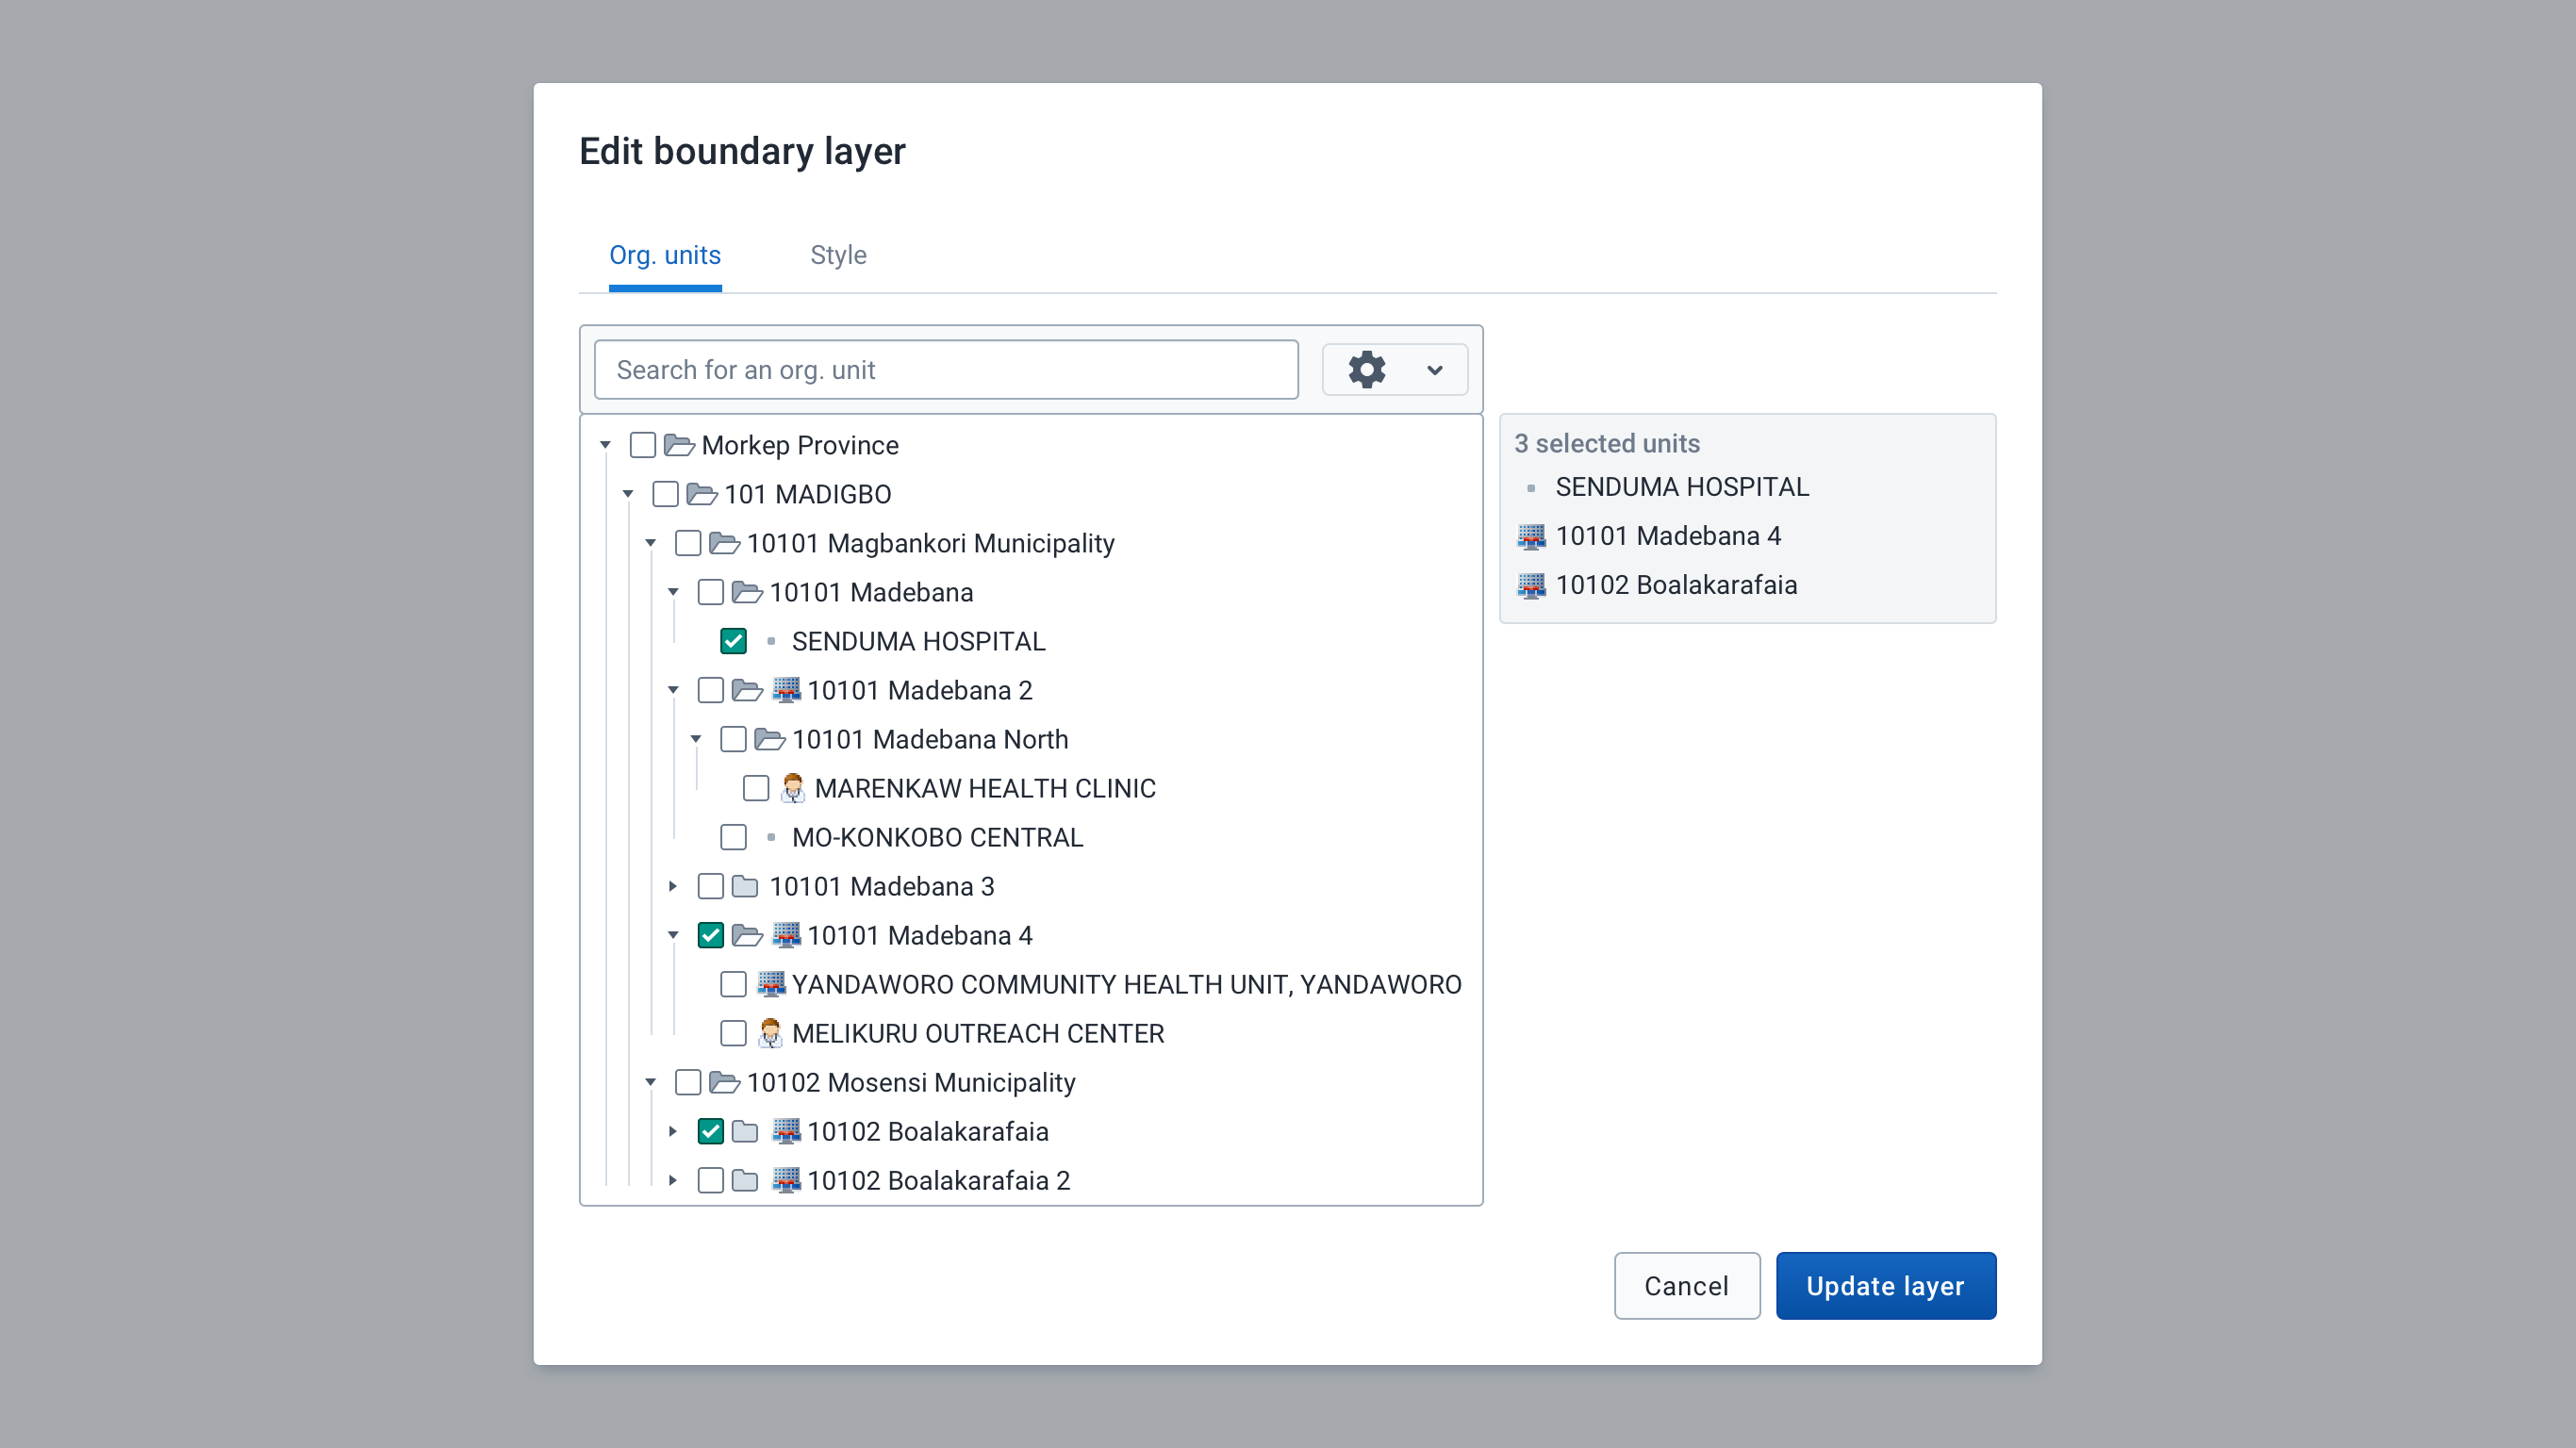 Edit boundary layer
Org. units
Style
Search for an org. unit
Morkep Province
101 MADIGBO
10101 Magbankori Municipality
10101 Madebana
SENDUMA HOSPITAL
10101 Madebana 2
10101 Madebana North
MARENKAW HEALTH CLINIC
MO-KONKOBO CENTRAL
10101 Madebana 3
10101 Madebana 4
YANDAWORO COMMUNITY HEALTH UNIT, YANDAWORO
MELIKURU OUTREACH CENTER
10102 Mosensi Municipality
10102 Boalakarafaia
10102 Boalakarafaia 2
3 selected units
SENDUMA HOSPITAL
10101 Madebana 4
10102 Boalakarafaia
Cancel
Update layer